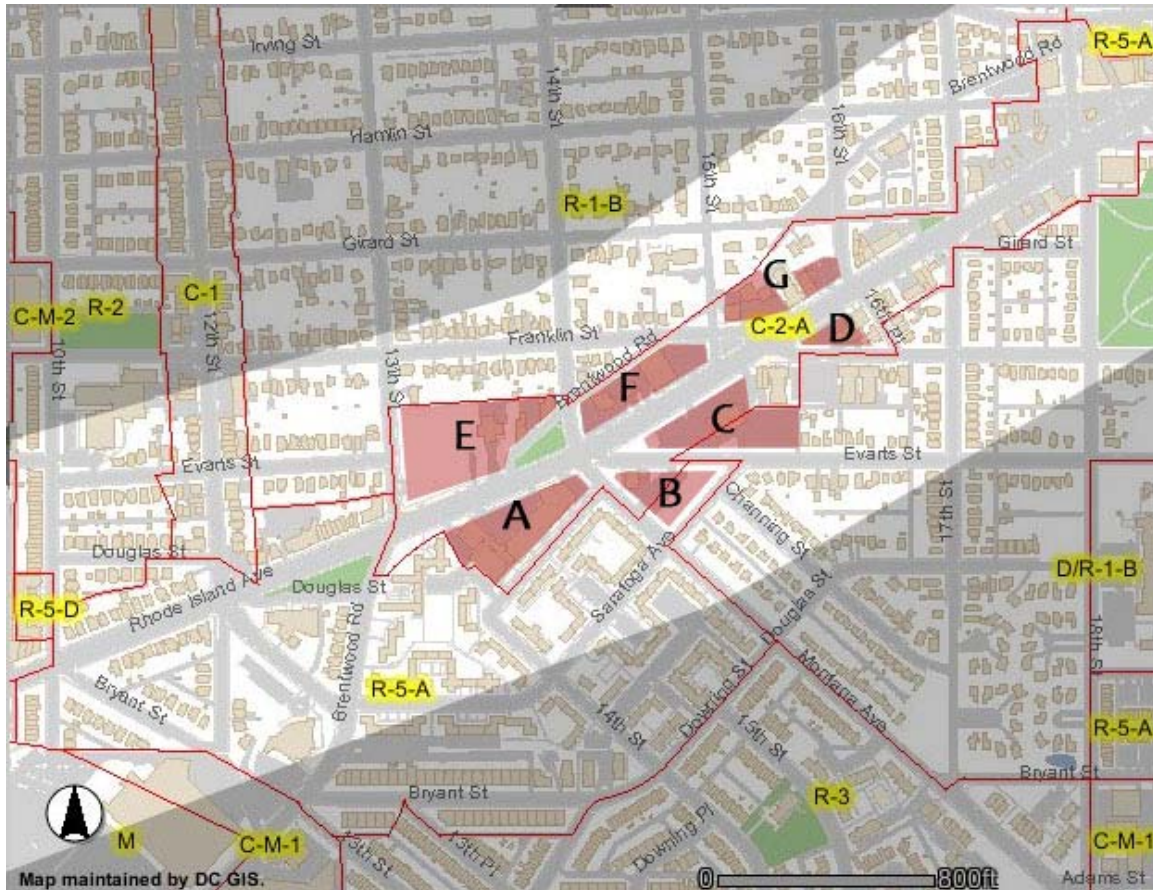 Irving St
Brentwood Rd
R-5-A
14th St
16th St
Hamlin St
15th St
R-1-B
Girard St
Girard St
C-M-2
R-2
C-1
12th St
10th St
13th St
Franklin St
Brentwood Rd
G
C-2-A
D
16th Pl
F
E
C
Evarts St
Evarts St
A
B
Channing St
17th St
Douglas St
Rhode Island Ave
Douglas St
Saratoga Ave
Douglas St
D/R-1-B
R-5-D
18th St
Brentwood Rd
R-5-A
Bryant St
Downing St
Montana Ave
14th St
15th St
R-5-A
Bryant St
Bryant St
R-3
M
C-M-1
13th St
13th Pl
Downing Pl
C-M-1
Adams St
Map maintained by DC GIS.
0 800ft